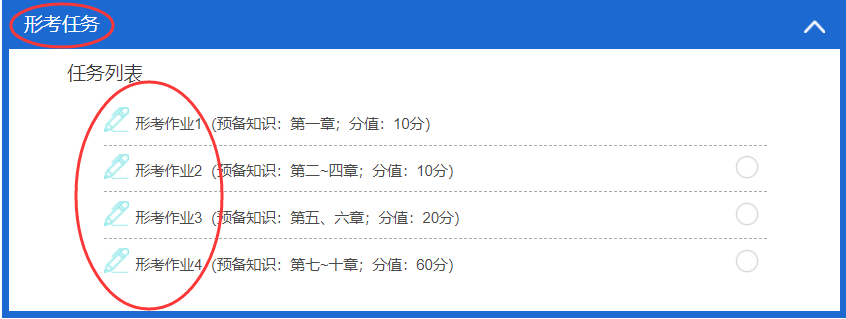 形考任务
任务列表
形考作业1 (预备知识：第一章；分值：10分)
形考作业2 (预备知识：第二~四章；分值：10分)
形考作业3 (预备知识：第五、六章；分值：20分)
形考作业4 (预备知识：第七~十章；分值：60分)